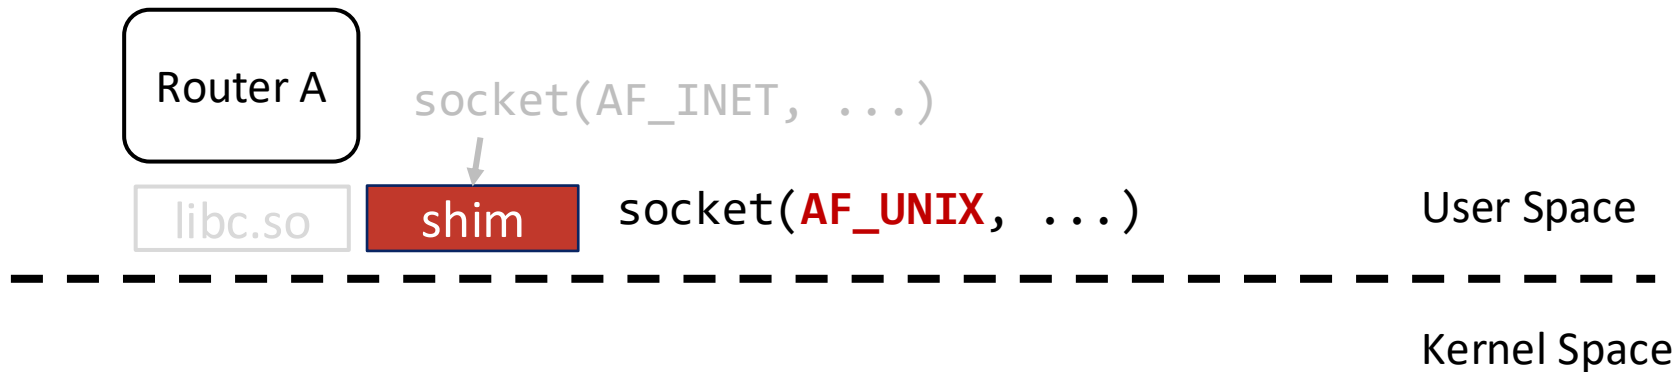 Router A
socket(AF_INET, ...)
libc.so
shim
socket(AF_UNIX, ...)
User Space
Kernel Space